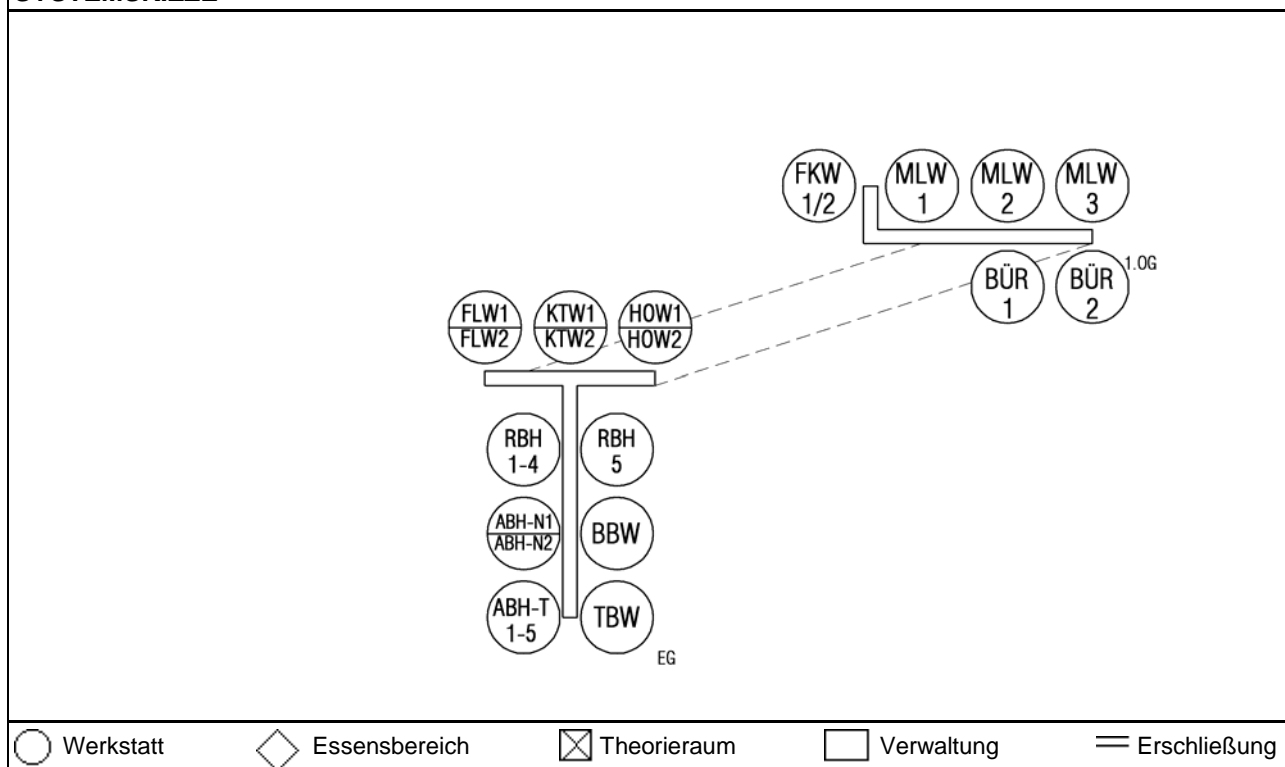 FKW
1/2
MLW
1
MLW
2
MLW
3
BÜR
1
BÜR
2
1.OG
FLW1
FLW2
KTW1
KTW2
HOW1
HOW2
RBH
1-4
RBH
5
ABH-N1
ABH-N2
BBW
ABH-T
1-5
TBW
EG
Werkstatt Essensbereich Theorieraum Verwaltung Erschließung